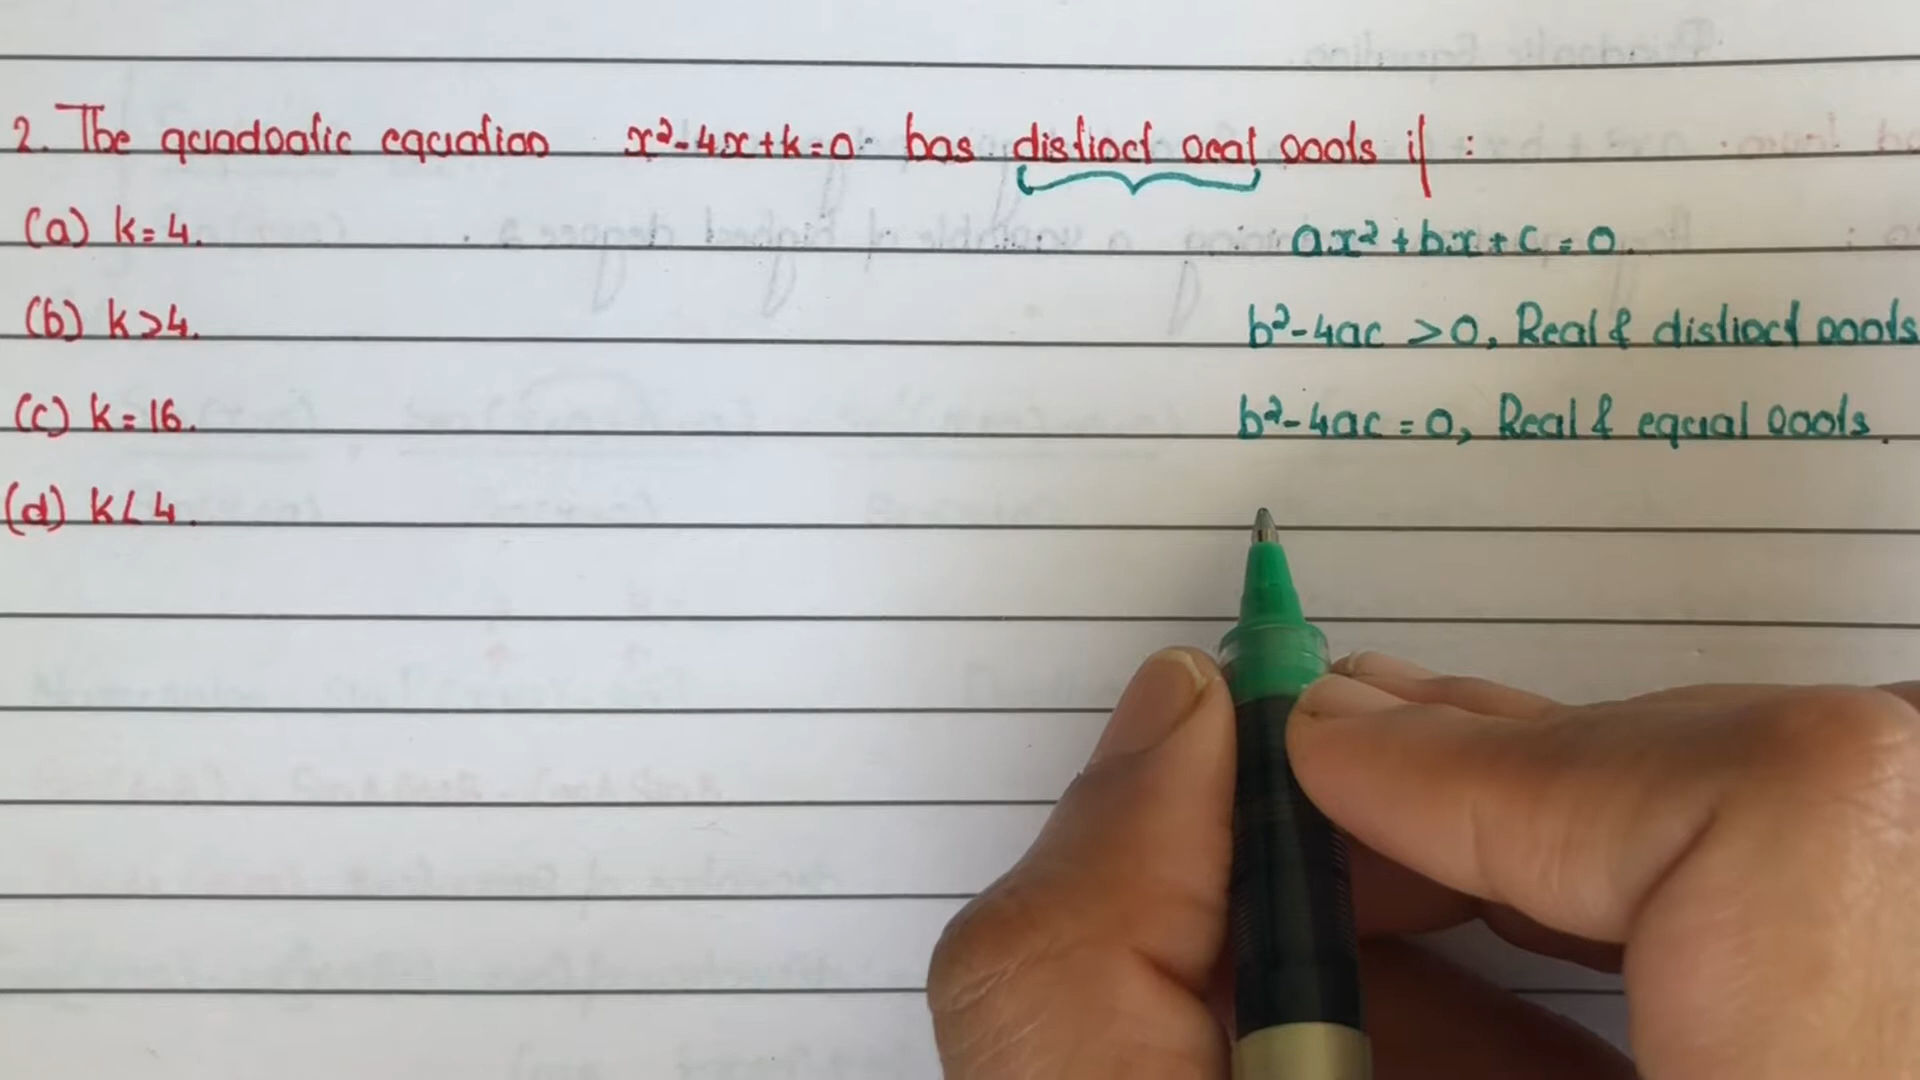 2. The quadratic equation x²-4x+k=0 has distinct real roots if :
(a) k=4.
ax²+bx+c=0.
(b) k>4.
b²-4ac >0, Real & distinct roots
(c) k=16.
b²-4ac =0, Real & equal roots.
(d) k<4.